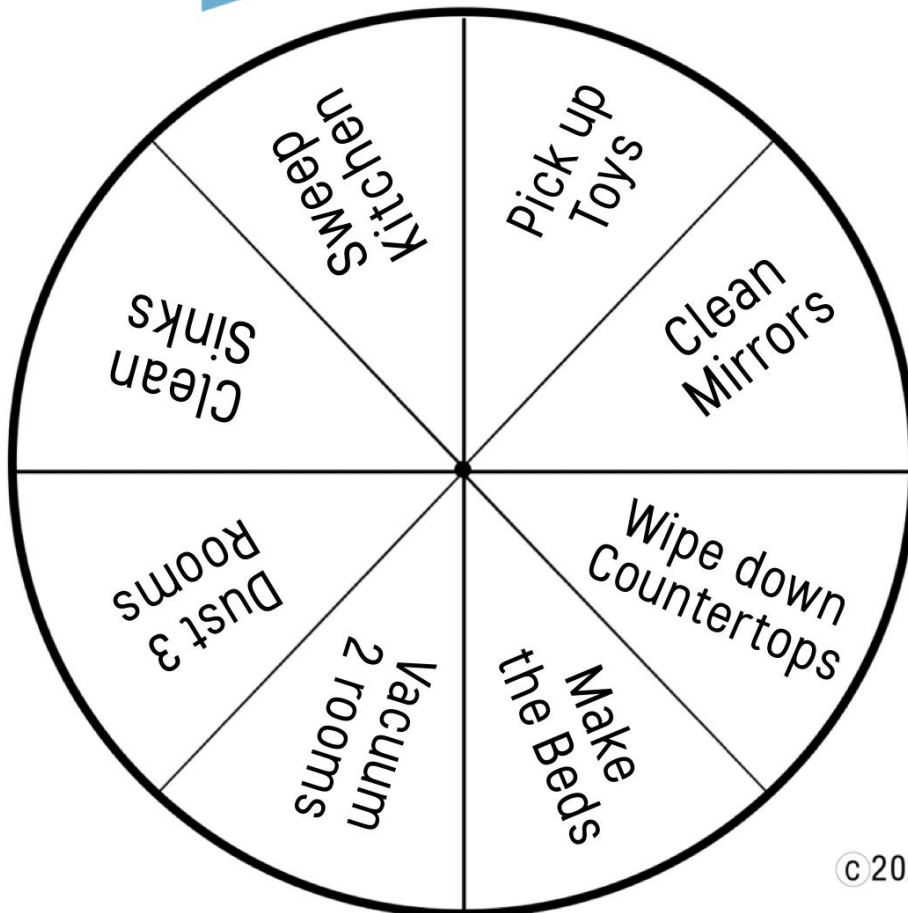 Pick up
Toys
Clean
Mirrors
Wipe down
Countertops
Make
the Beds
Vacuum
2 rooms
Dust 3
Rooms
Clean
Sinks
Sweep
Kitchen